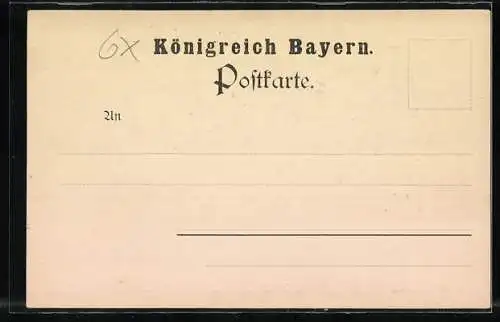 6x
Königreich Bayern.
Poſtkarte.
An